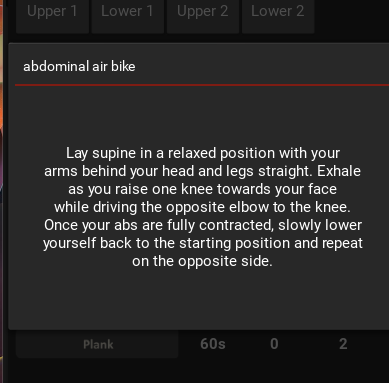 Upper 1 Lower 1 Upper 2 Lower 2
abdominal air bike
Lay supine in a relaxed position with your
arms behind your head and legs straight. Exhale
as you raise one knee towards your face
while driving the opposite elbow to the knee.
Once your abs are fully contracted, slowly lower
yourself back to the starting position and repeat
on the opposite side.
Plank 60s 0 2